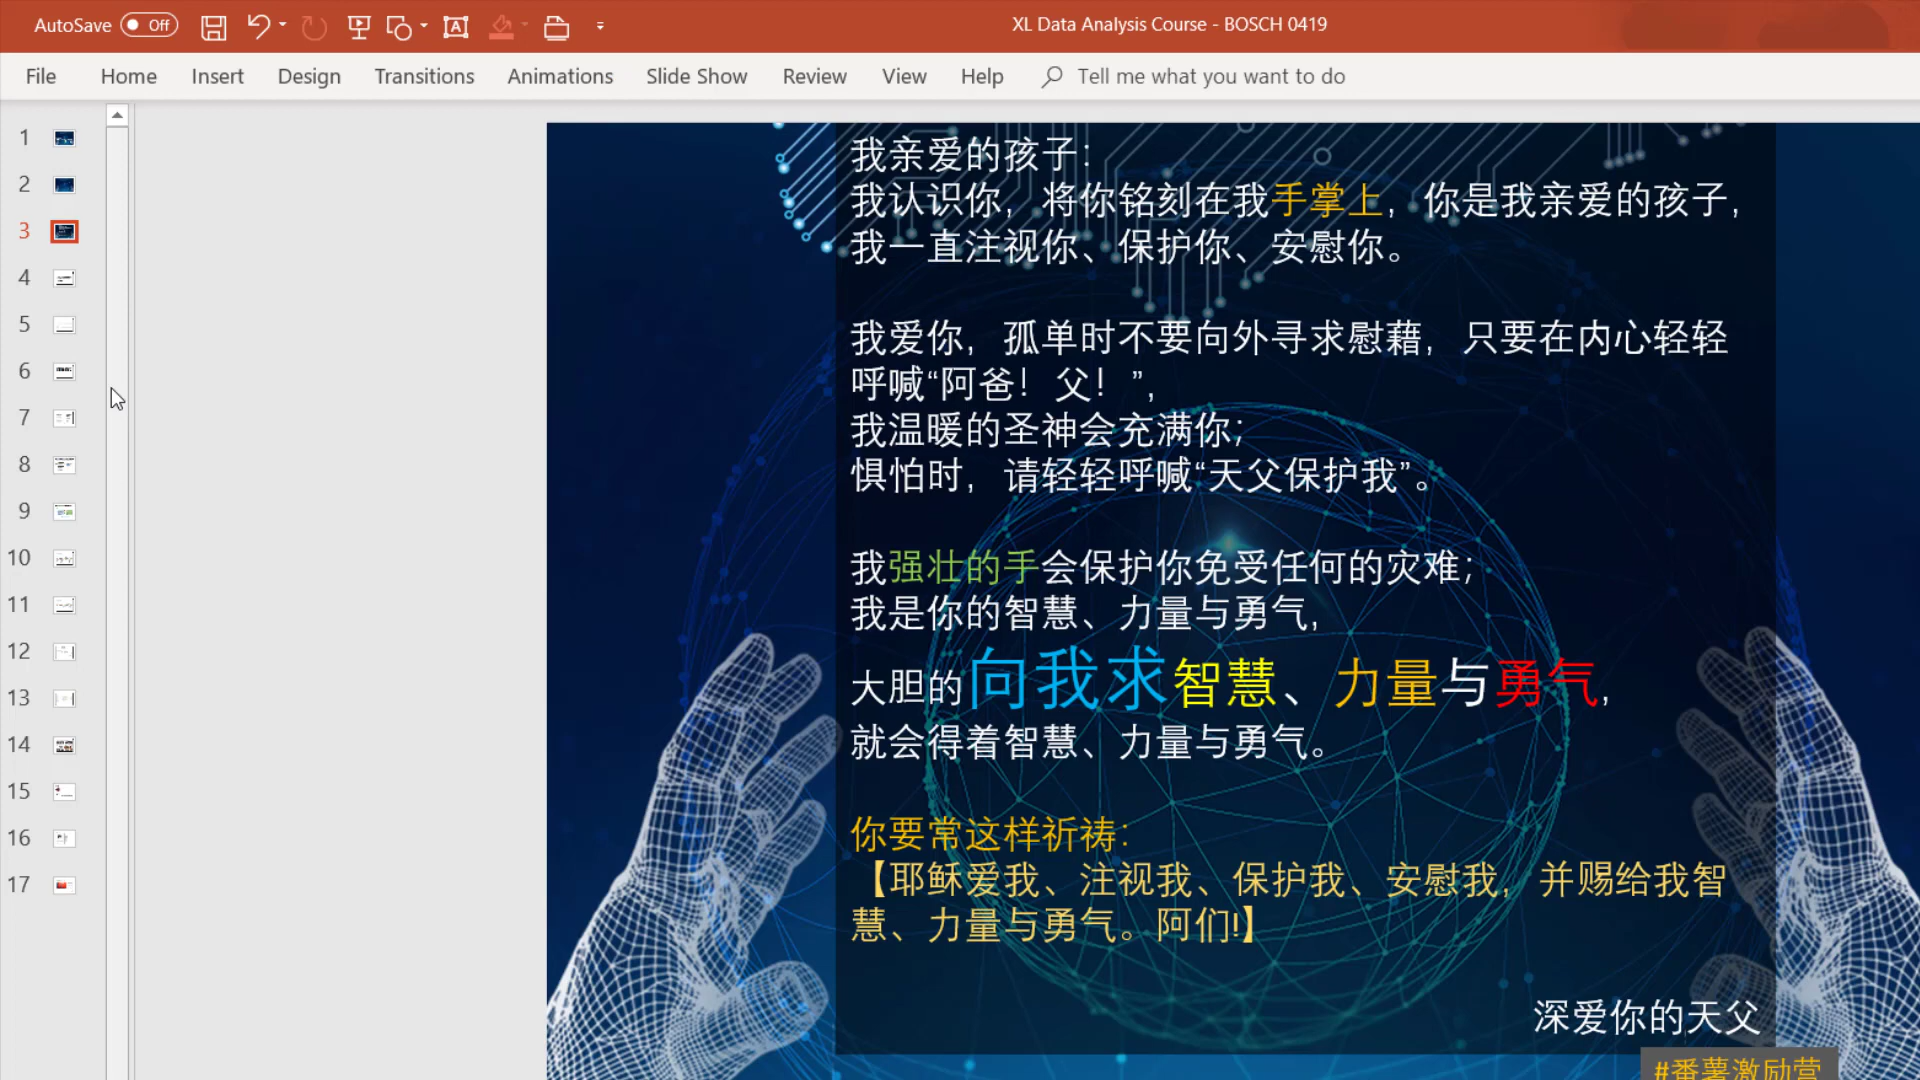 AutoSave Off
XL Data Analysis Course - BOSCH 0419
File Home Insert Design Transitions Animations Slide Show Review View Help Tell me what you want to do
1
2
3
4
5
6
7
8
9
10
11
12
13
14
15
16
17
我亲爱的孩子：
我认识你，将你铭刻在我手掌上，你是我亲爱的孩子，
我一直注视你、保护你、安慰你。
我爱你，孤单时不要向外寻求慰藉，只要在内心轻轻
呼喊“阿爸！父！”，
我温暖的圣神会充满你；
惧怕时，请轻轻呼喊“天父保护我”。
我强壮的手会保护你免受任何的灾难；
我是你的智慧、力量与勇气，
大胆的向我求智慧、力量与勇气，
就会得着智慧、力量与勇气。
你要常这样祈祷：
【耶稣爱我、注视我、保护我、安慰我，并赐给我智
慧、力量与勇气。阿们!】
深爱你的天父
#番薯激励营